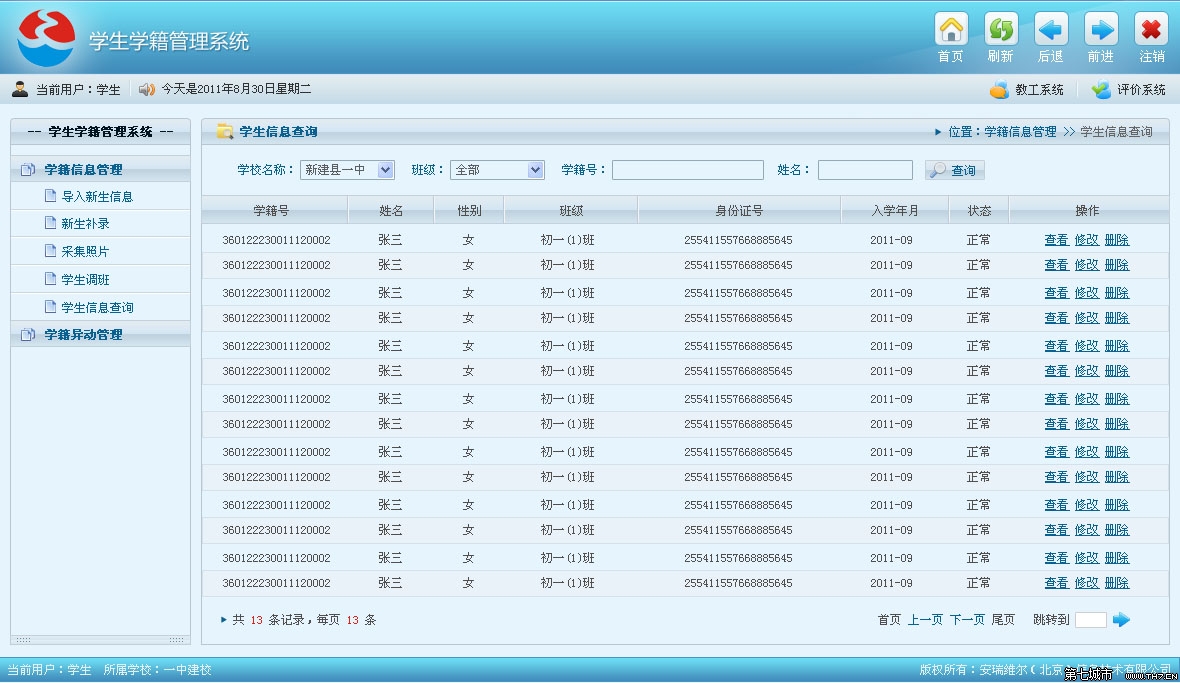 学生学籍管理系统
首页 刷新 后退 前进 注销
当前用户：学生 今天是2011年8月30日星期二 教工系统 评价系统
-- 学生学籍管理系统 --
学籍信息管理
导入新生信息
新生补录
采集照片
学生调班
学生信息查询
学籍异动管理
学生信息查询 位置：学籍信息管理 >> 学生信息查询
学校名称： 新建县一中 班级： 全部 学籍号： 姓名： 查询
学籍号 姓名 性别 班级 身份证号 入学年月 状态 操作
360122230011120002 张三 女 初一(1)班 255411557668885645 2011-09 正常 查看 修改 删除
360122230011120002 张三 女 初一(1)班 255411557668885645 2011-09 正常 查看 修改 删除
360122230011120002 张三 女 初一(1)班 255411557668885645 2011-09 正常 查看 修改 删除
360122230011120002 张三 女 初一(1)班 255411557668885645 2011-09 正常 查看 修改 删除
360122230011120002 张三 女 初一(1)班 255411557668885645 2011-09 正常 查看 修改 删除
360122230011120002 张三 女 初一(1)班 255411557668885645 2011-09 正常 查看 修改 删除
360122230011120002 张三 女 初一(1)班 255411557668885645 2011-09 正常 查看 修改 删除
360122230011120002 张三 女 初一(1)班 255411557668885645 2011-09 正常 查看 修改 删除
360122230011120002 张三 女 初一(1)班 255411557668885645 2011-09 正常 查看 修改 删除
360122230011120002 张三 女 初一(1)班 255411557668885645 2011-09 正常 查看 修改 删除
360122230011120002 张三 女 初一(1)班 255411557668885645 2011-09 正常 查看 修改 删除
360122230011120002 张三 女 初一(1)班 255411557668885645 2011-09 正常 查看 修改 删除
360122230011120002 张三 女 初一(1)班 255411557668885645 2011-09 正常 查看 修改 删除
360122230011120002 张三 女 初一(1)班 255411557668885645 2011-09 正常 查看 修改 删除
共 13 条记录，每页 13 条 首页 上一页 下一页 尾页 跳转到
当前用户：学生 所属学校：一中建校 版权所有：安瑞维尔(北京 技术有限公司
第七城市 www.TH7.CN